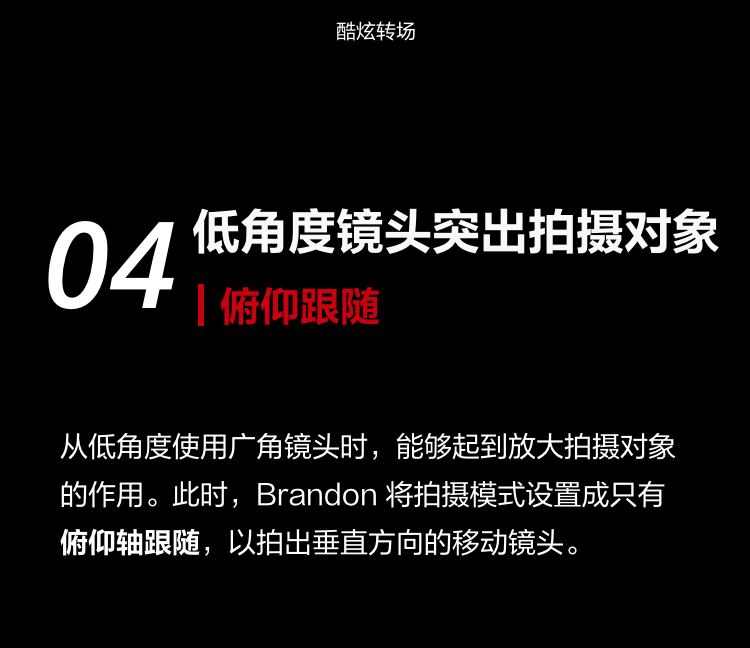 酷炫转场
04
低角度镜头突出拍摄对象
俯仰跟随
从低角度使用广角镜头时，能够起到放大拍摄对象
的作用。此时，Brandon 将拍摄模式设置成只有
俯仰轴跟随，以拍出垂直方向的移动镜头。